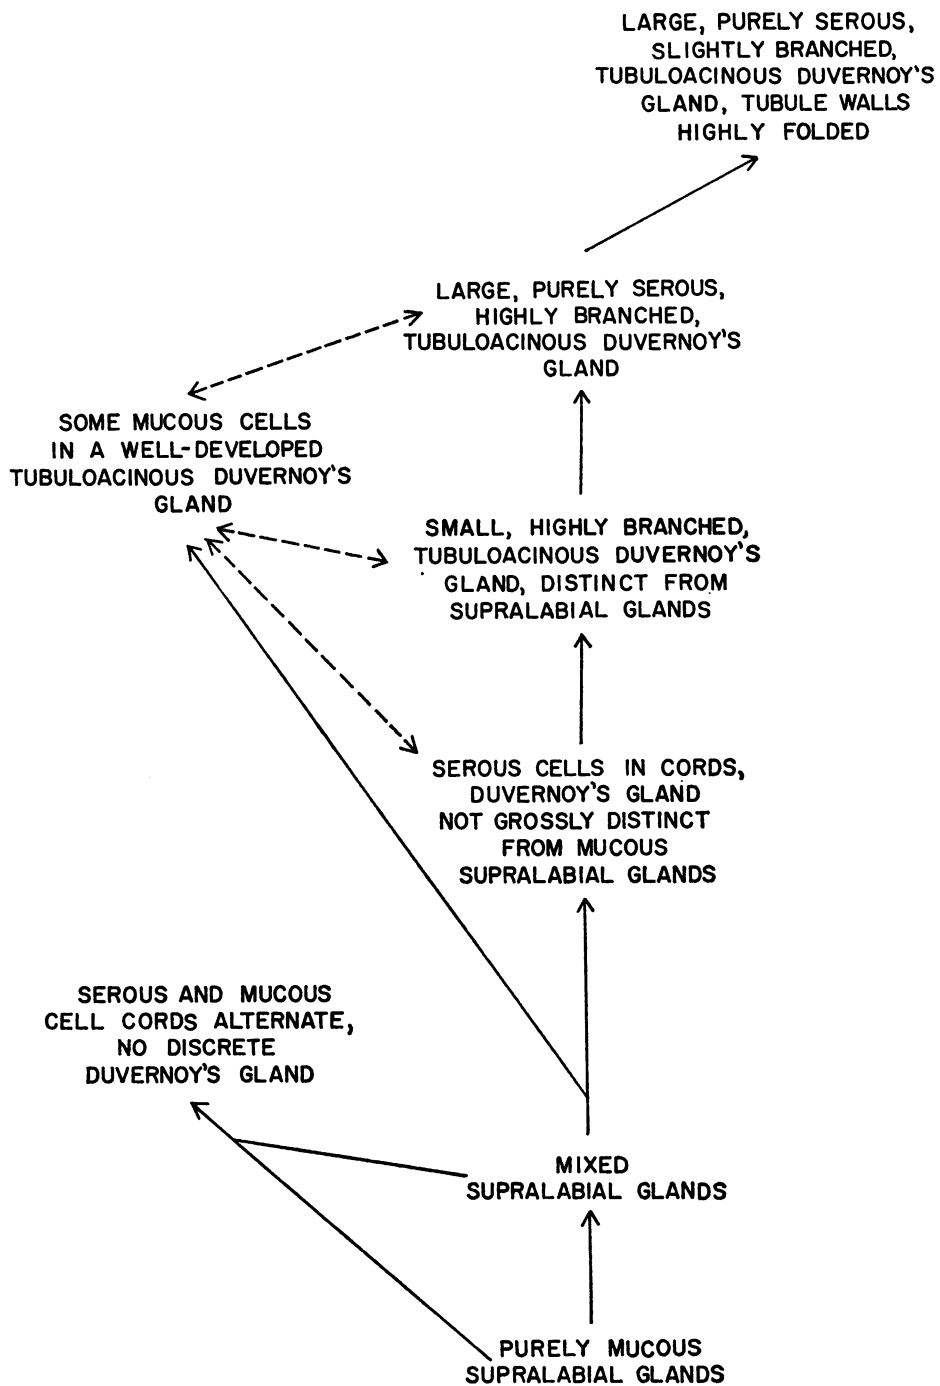 LARGE, PURELY SEROUS,
SLIGHTLY BRANCHED,
TUBULOACINOUS DUVERNOY'S
GLAND, TUBULE WALLS
HIGHLY FOLDED
LARGE, PURELY SEROUS,
HIGHLY BRANCHED,
TUBULOACINOUS DUVERNOY'S
GLAND
SOME MUCOUS CELLS
IN A WELL-DEVELOPED
TUBULOACINOUS DUVERNOY'S
GLAND
SMALL, HIGHLY BRANCHED,
TUBULOACINOUS DUVERNOY'S
GLAND, DISTINCT FROM
SUPRALABIAL GLANDS
SEROUS CELLS IN CORDS,
DUVERNOY'S GLAND
NOT GROSSLY DISTINCT
FROM MUCOUS
SUPRALABIAL GLANDS
SEROUS AND MUCOUS
CELL CORDS ALTERNATE,
NO DISCRETE
DUVERNOY'S GLAND
MIXED
SUPRALABIAL GLANDS
PURELY MUCOUS
SUPRALABIAL GLANDS